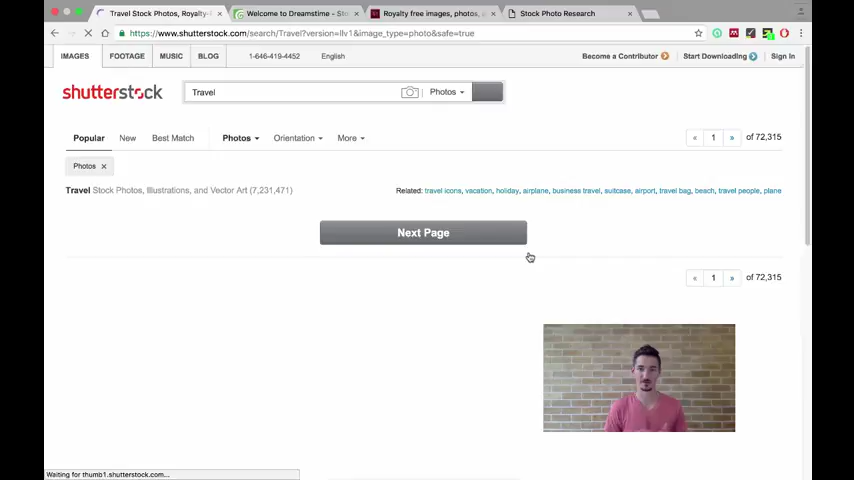 Travel Stock Photos, Royalty-
Welcome to Dreamstime - Sto
Royalty free images, photos, a
Stock Photo Research
https://www.shutterstock.com/search/Travel?version=llv1&image_type=photo&safe=true
IMAGES FOOTAGE MUSIC BLOG 1-646-419-4452 English Become a Contributor Start Downloading Sign In
shutterstock Travel Photos
Popular New Best Match Photos Orientation More « 1 » of 72,315
Photos ×
Travel Stock Photos, Illustrations, and Vector Art (7,231,471) Related: travel icons, vacation, holiday, airplane, business travel, suitcase, airport, travel bag, beach, travel people, plane
Next Page
« 1 » of 72,315
Waiting for thumb1.shutterstock.com...